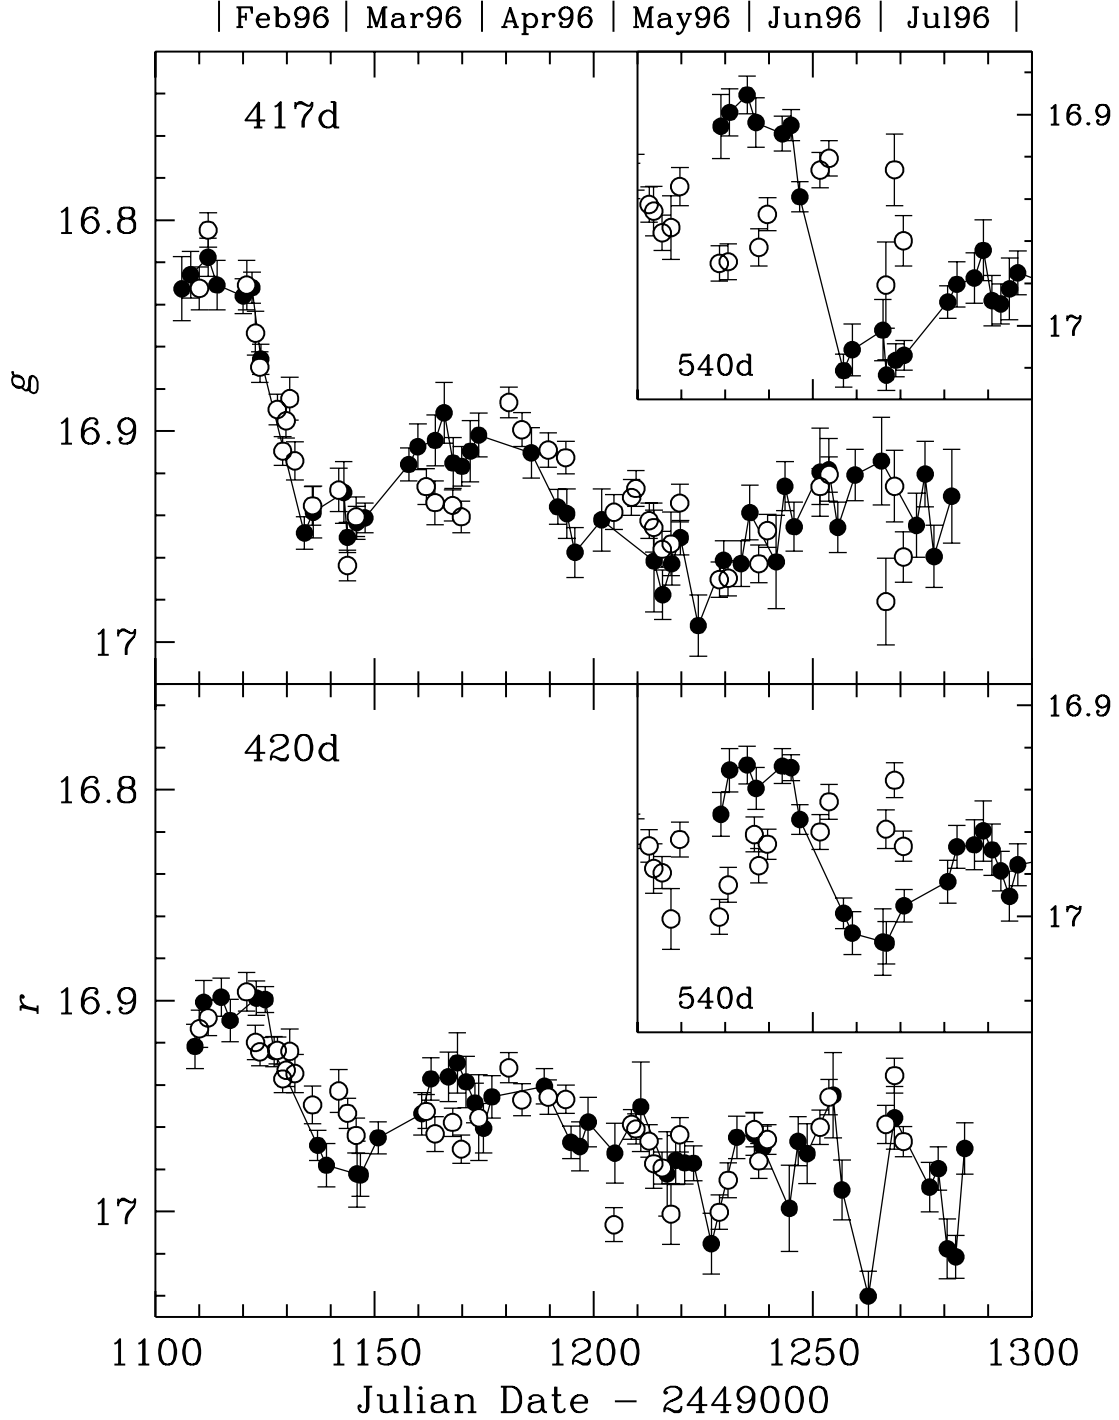 | Feb96 | Mar96 | Apr96 | May96 | Jun96 | Jul96 |
417d
16.9
16.8
17
540d
g
16.9
17
16.9
420d
16.8
17
540d
r
16.9
17
1100 1150 1200 1250 1300
Julian Date − 2449000